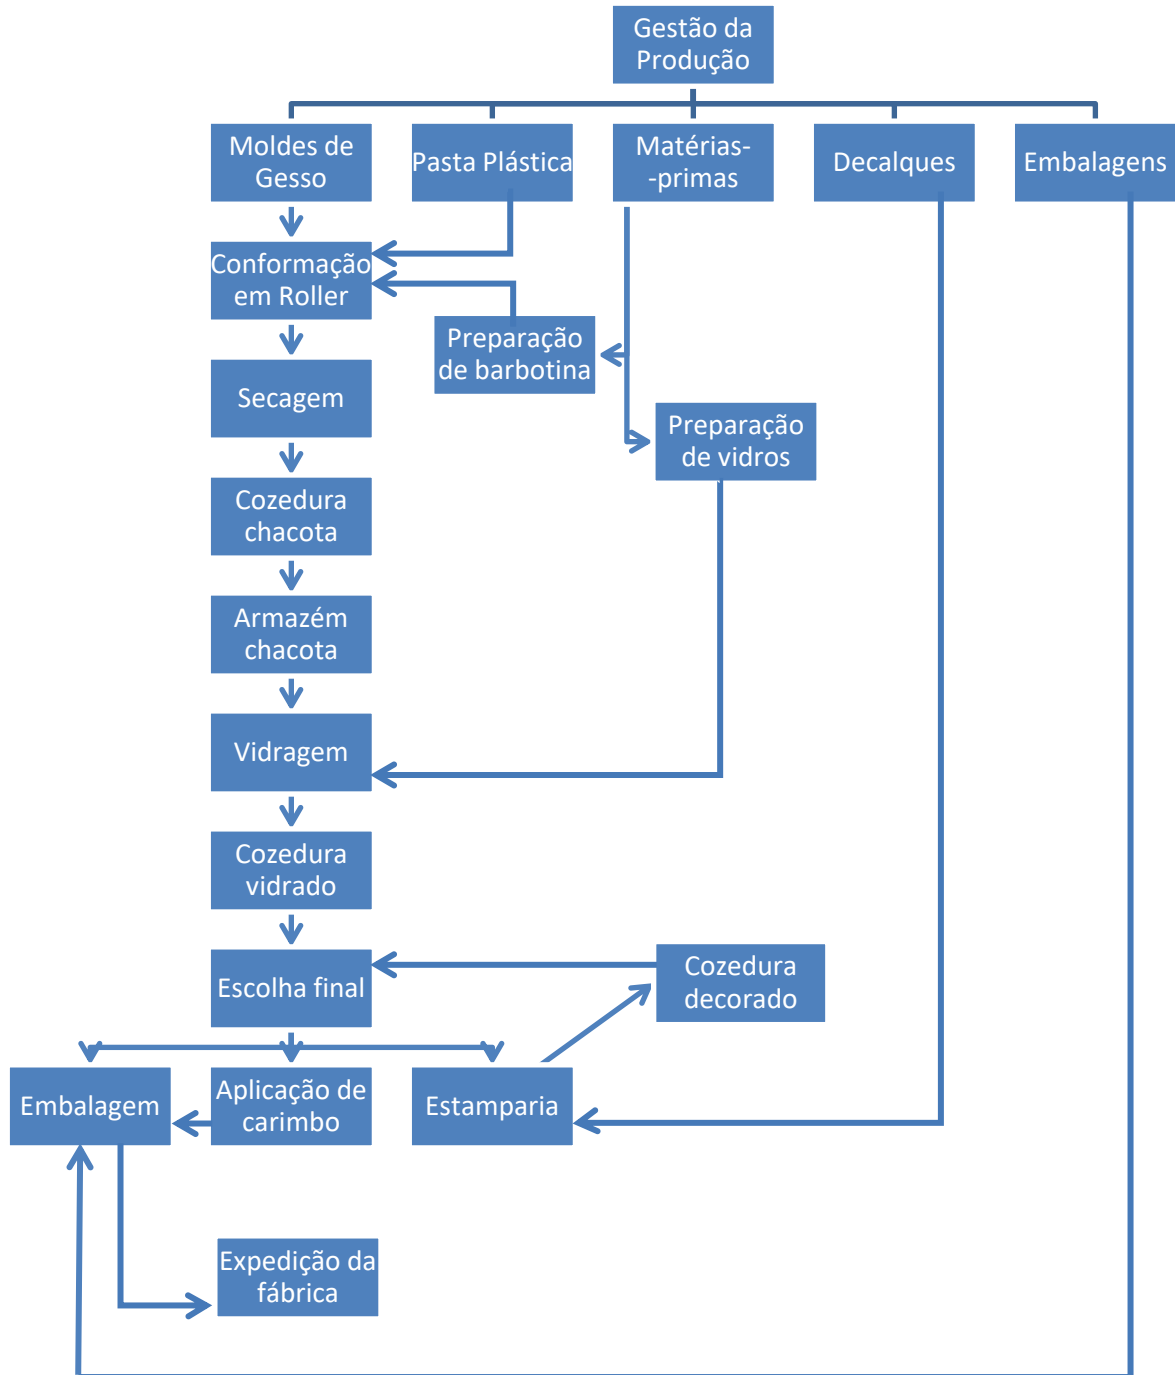 Gestão da
Produção
Moldes de
Gesso
Pasta Plástica
Matérias-
-primas
Decalques
Embalagens
Conformação
em Roller
Preparação
de barbotina
Secagem
Preparação
de vidros
Cozedura
chacota
Armazém
chacota
Vidragem
Cozedura
vidrado
Escolha final
Cozedura
decorado
Embalagem
Aplicação de
carimbo
Estamparia
Expedição da
fábrica